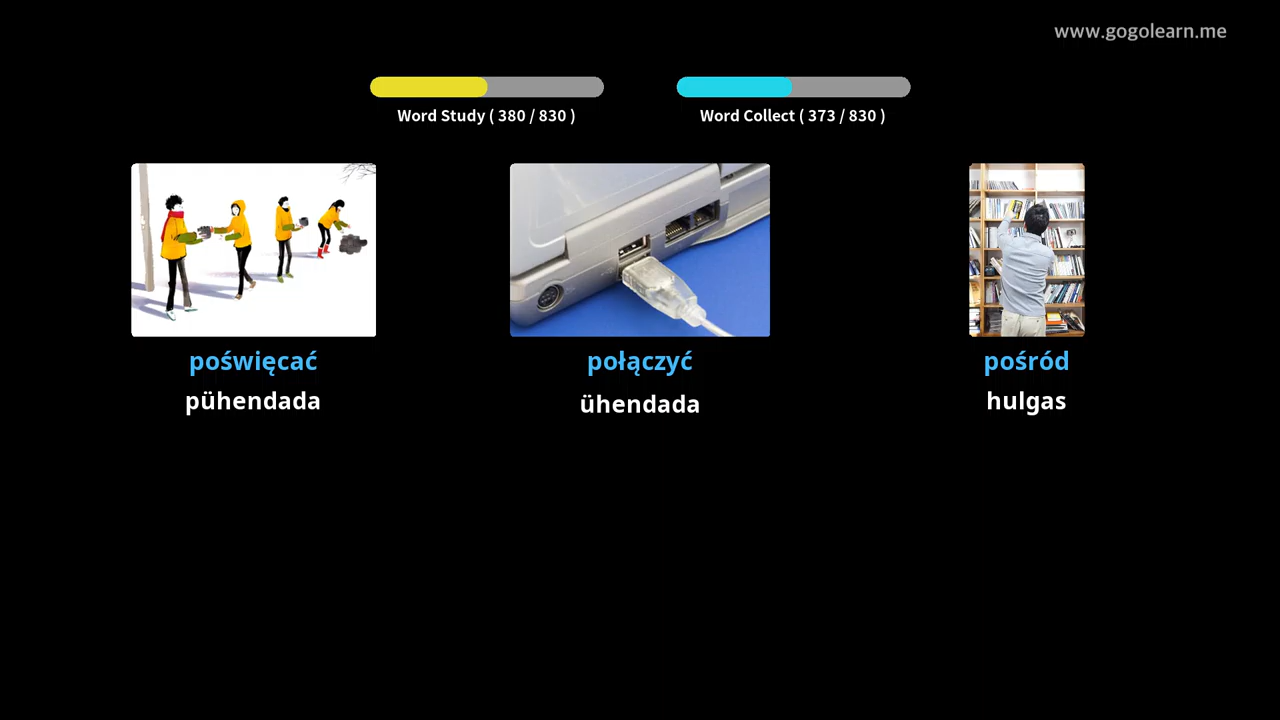 www.gogolearn.me
Word Study ( 380 / 830 )
Word Collect ( 373 / 830 )
poświęcać
pühendada
połączyć
ühendada
pośród
hulgas